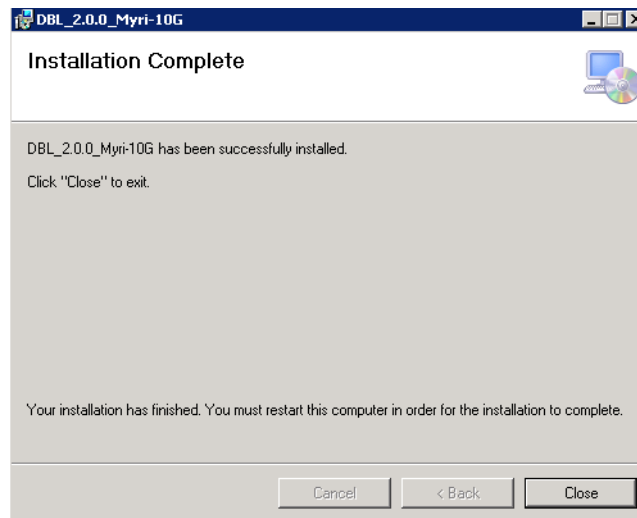 DBL_2.0.0_Myri-10G
Installation Complete
DBL_2.0.0_Myri-10G has been successfully installed.
Click "Close" to exit.
Your installation has finished. You must restart this computer in order for the installation to complete.
Cancel
< Back
Close